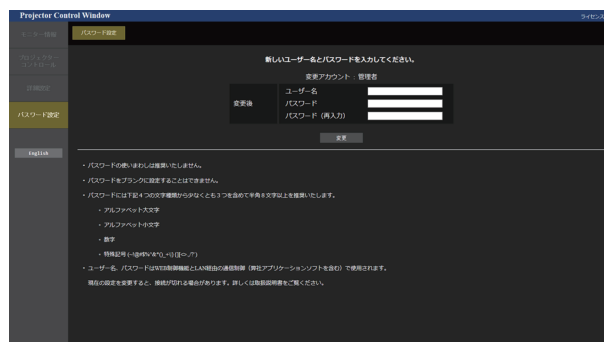 Projector Control Window
ライセンス
モニター情報
パスワード設定
プロジェクター
コントロール
新しいユーザー名とパスワードを入力してください。
変更アカウント : 管理者
詳細設定
ユーザー名
変更後
パスワード
パスワード設定
パスワード (再入力)
変更
English
・パスワードの使いまわしは推奨いたしません。
・パスワードをブランクに設定することはできません。
・パスワードには下記4つの文字種類から少なくとも3つを含めて半角8文字以上を推奨いたします。
・アルファベット大文字
・アルファベット小文字
・数字
・特殊記号
・ユーザー名、パスワードはWEB制御機能とLAN経由の通信制御 (弊社アプリケーションソフトを含む) で使用されます。
現在の設定を変更すると、接続が切れる場合があります。詳しくは取扱説明書をご覧ください。